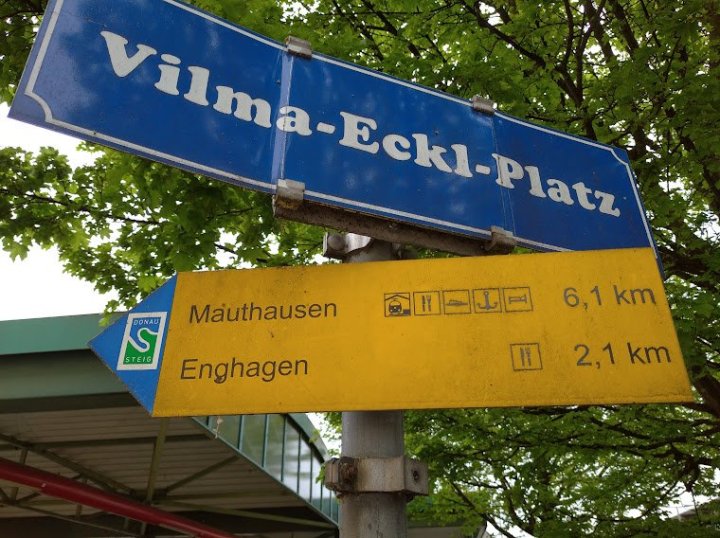 Vilma-Eckl-Platz
Mauthausen 6,1 km
DONAU
STEIG
Enghagen 2,1 km